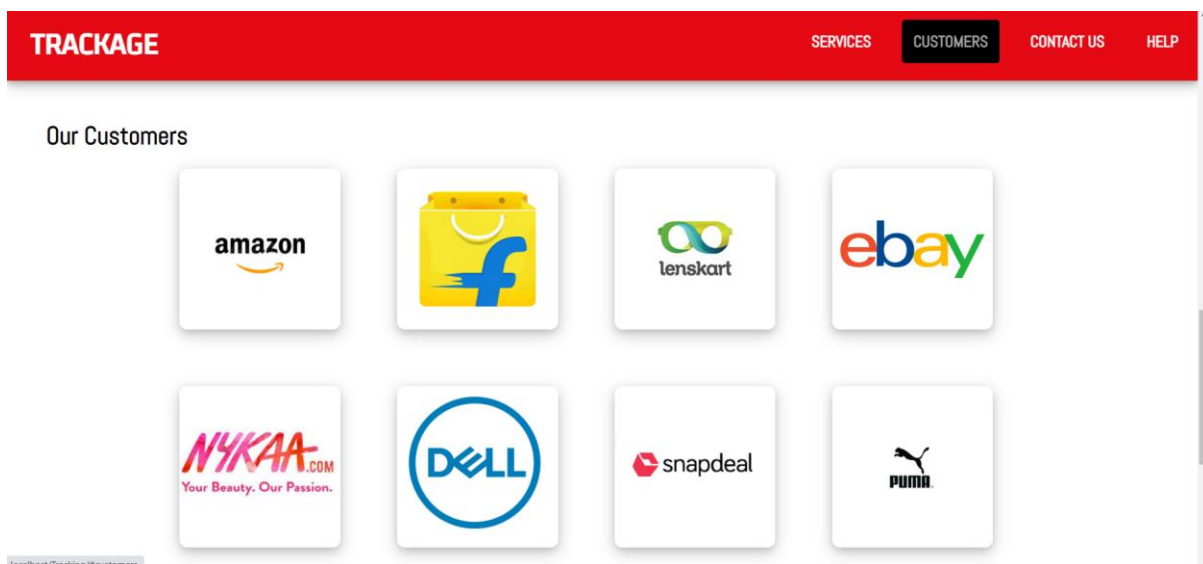 TRACKAGE
SERVICES CUSTOMERS CONTACT US HELP
Our Customers
amazon
f
lenskart
ebay
NYKAA.COM
Your Beauty. Our Passion.
DELL
snapdeal
PUMA